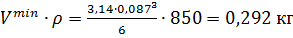 V^min · ρ = (3,14·0,087³)/6 · 850 = 0,292 кг